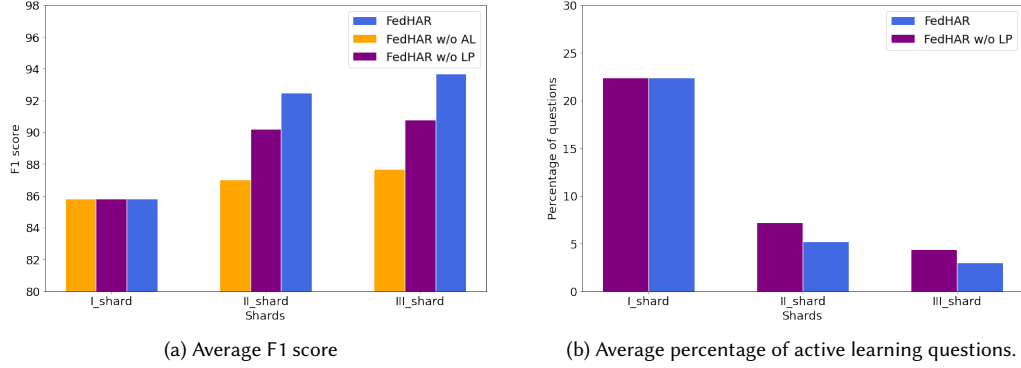 98
96
94
92
90
88
86
84
82
80
F1 score
FedHAR
FedHAR w/o AL
FedHAR w/o LP
I_shard
II_shard
III_shard
Shards
(a) Average F1 score
30
25
20
15
10
5
0
Percentage of questions
FedHAR
FedHAR w/o LP
I_shard
II_shard
III_shard
Shards
(b) Average percentage of active learning questions.